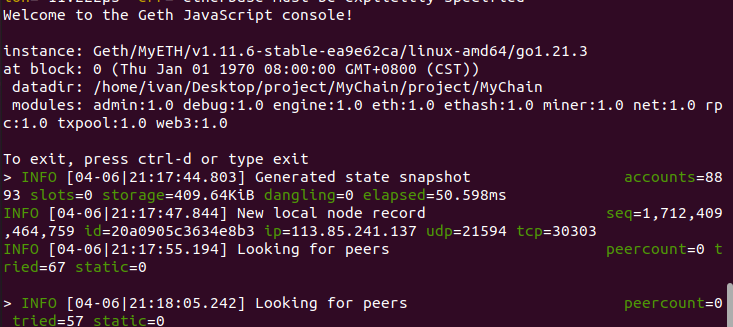 Welcome to the Geth JavaScript console!
instance: Geth/MyETH/v1.11.6-stable-ea9e62ca/linux-amd64/go1.21.3
at block: 0 (Thu Jan 01 1970 08:00:00 GMT+0800 (CST))
 datadir: /home/ivan/Desktop/project/MyChain/project/MyChain
 modules: admin:1.0 debug:1.0 engine:1.0 eth:1.0 ethash:1.0 miner:1.0 net:1.0 rp
c:1.0 txpool:1.0 web3:1.0
To exit, press ctrl-d or type exit
> INFO [04-06|21:17:44.803] Generated state snapshot                 accounts=88
93 slots=0 storage=409.64KiB dangling=0 elapsed=50.598ms
INFO [04-06|21:17:47.844] New local node record                    seq=1,712,409
,464,759 id=20a0905c3634e8b3 ip=113.85.241.137 udp=21594 tcp=30303
INFO [04-06|21:17:55.194] Looking for peers                        peercount=0 t
ried=67 static=0
> INFO [04-06|21:18:05.242] Looking for peers                        peercount=0
 tried=57 static=0